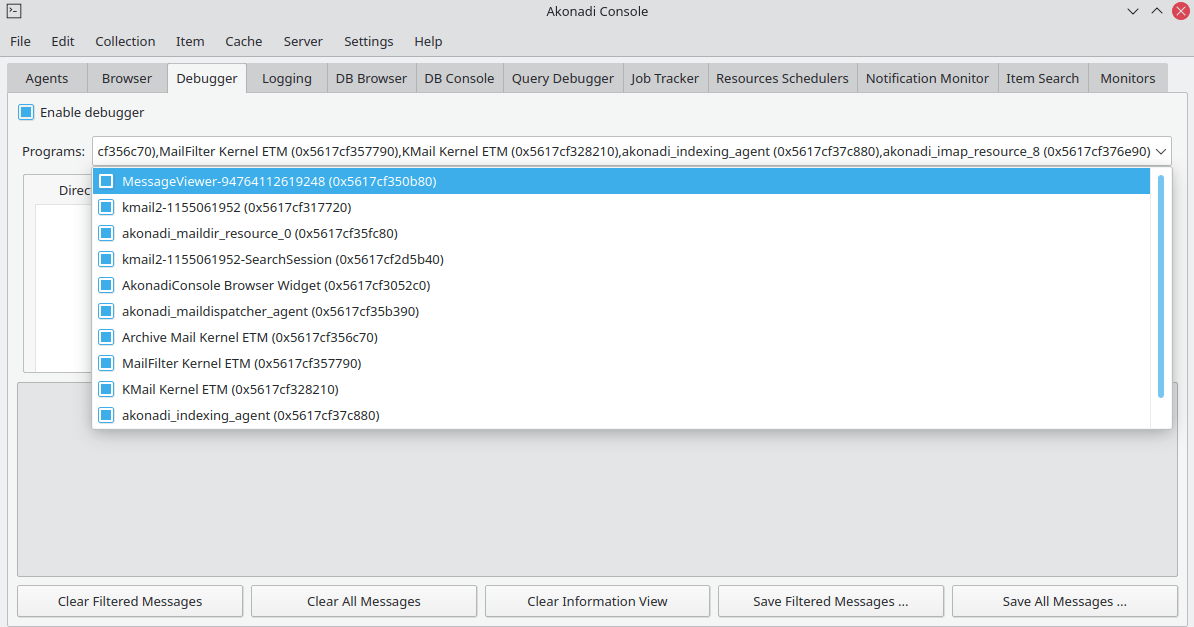 Akonadi Console
File Edit Collection Item Cache Server Settings Help
Agents Browser Debugger Logging DB Browser DB Console Query Debugger Job Tracker Resources Schedulers Notification Monitor Item Search Monitors
Enable debugger
Programs: cf356c70),MailFilter Kernel ETM (0x5617cf357790),KMail Kernel ETM (0x5617cf328210),akonadi_indexing_agent (0x5617cf37c880),akonadi_imap_resource_8 (0x5617cf376e90)
Direc
MessageViewer-94764112619248 (0x5617cf350b80)
kmail2-1155061952 (0x5617cf317720)
akonadi_maildir_resource_0 (0x5617cf35fc80)
kmail2-1155061952-SearchSession (0x5617cf2d5b40)
AkonadiConsole Browser Widget (0x5617cf3052c0)
akonadi_maildispatcher_agent (0x5617cf35b390)
Archive Mail Kernel ETM (0x5617cf356c70)
MailFilter Kernel ETM (0x5617cf357790)
KMail Kernel ETM (0x5617cf328210)
akonadi_indexing_agent (0x5617cf37c880)
Clear Filtered Messages Clear All Messages Clear Information View Save Filtered Messages ... Save All Messages ...